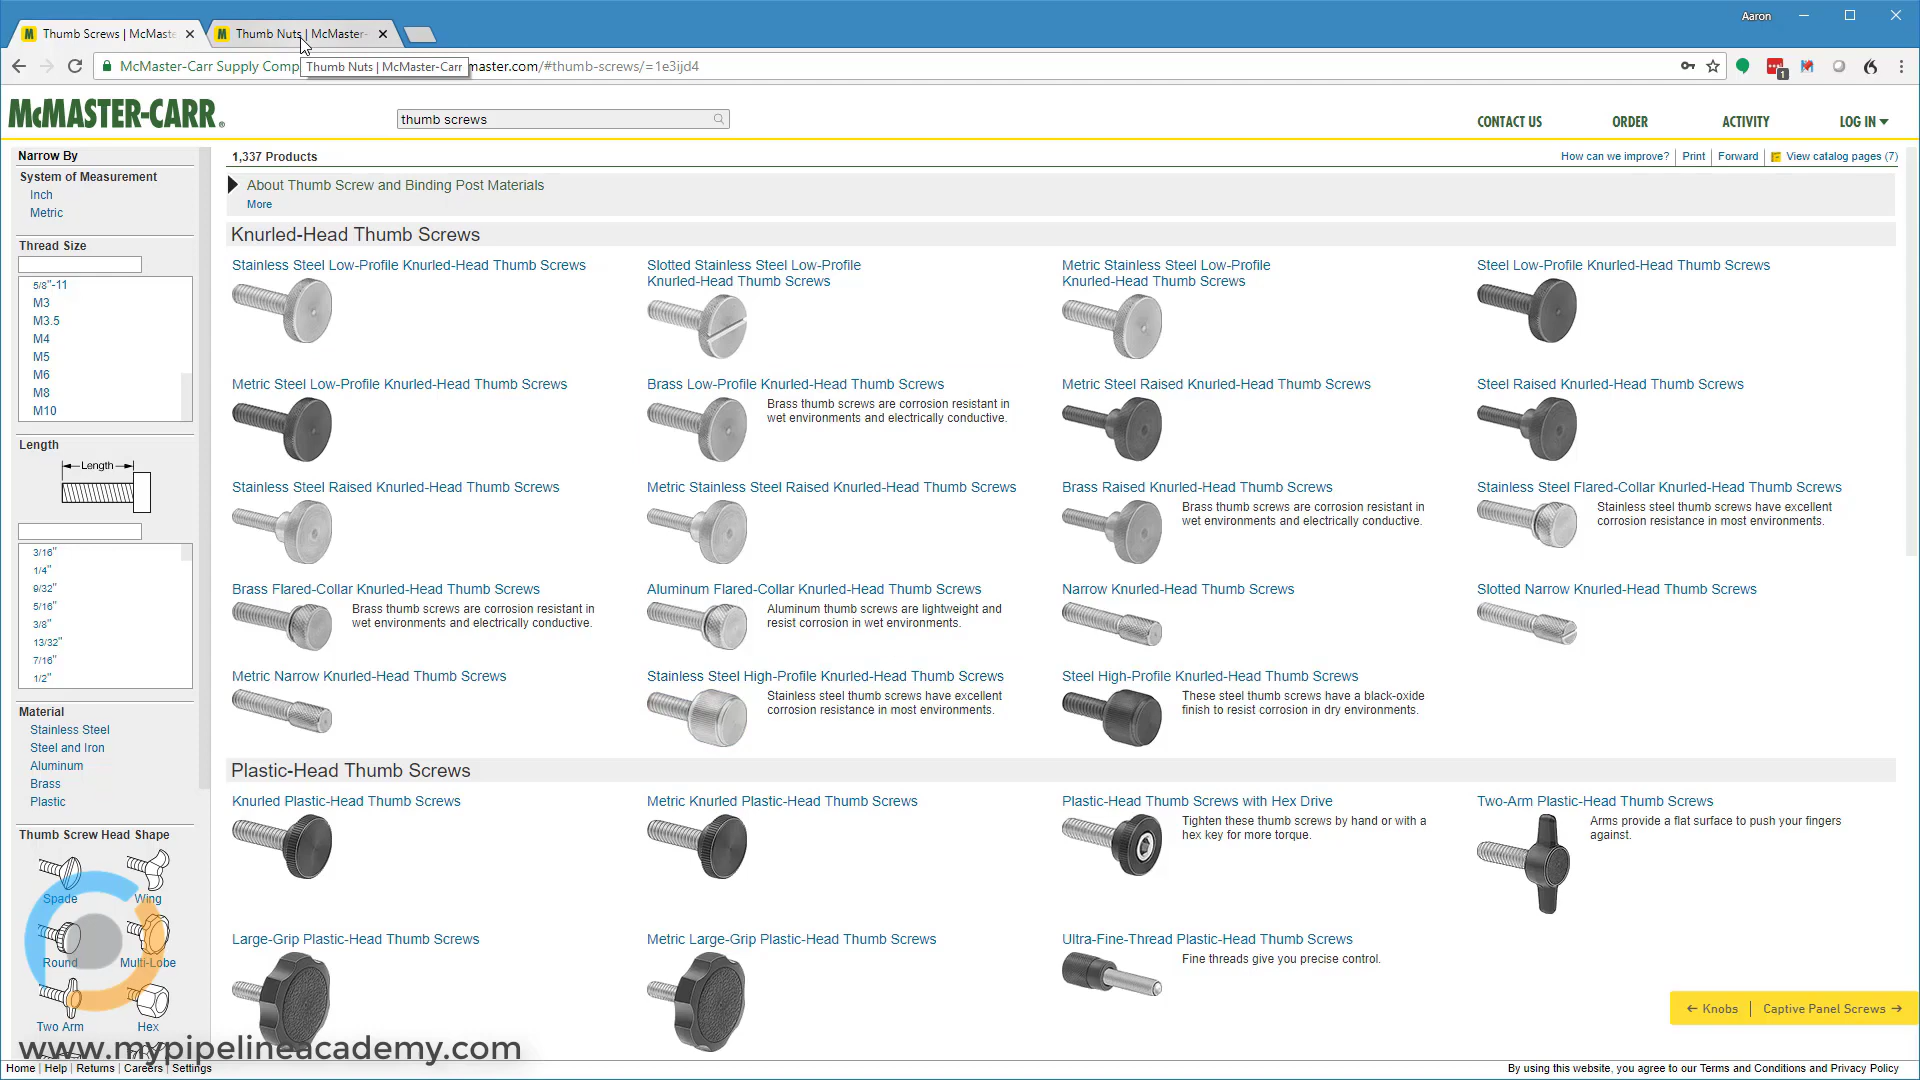 Aaron
Thumb Screws | McMaste
Thumb Nuts | McMaster-
McMaster-Carr Supply Comp
Thumb Nuts | McMaster-Carr
master.com/#thumb-screws/=1e3ijd4
1
McMASTER-CARR®
thumb screws
CONTACT US
ORDER
ACTIVITY
LOG IN
Narrow By
System of Measurement
Inch
Metric
Thread Size
5/8"-11
M3
M3.5
M4
M5
M6
M8
M10
Length
Length
3/16"
1/4"
9/32"
5/16"
3/8"
13/32"
7/16"
1/2"
Material
Stainless Steel
Steel and Iron
Aluminum
Brass
Plastic
Thumb Screw Head Shape
Spade
Wing
Round
Multi-Lobe
Two Arm
Hex
1,337 Products
How can we improve?
Print
Forward
View catalog pages (7)
About Thumb Screw and Binding Post Materials
More
Knurled-Head Thumb Screws
Stainless Steel Low-Profile Knurled-Head Thumb Screws
Slotted Stainless Steel Low-Profile
Knurled-Head Thumb Screws
Metric Stainless Steel Low-Profile
Knurled-Head Thumb Screws
Steel Low-Profile Knurled-Head Thumb Screws
Metric Steel Low-Profile Knurled-Head Thumb Screws
Brass Low-Profile Knurled-Head Thumb Screws
Brass thumb screws are corrosion resistant in
wet environments and electrically conductive.
Metric Steel Raised Knurled-Head Thumb Screws
Steel Raised Knurled-Head Thumb Screws
Stainless Steel Raised Knurled-Head Thumb Screws
Metric Stainless Steel Raised Knurled-Head Thumb Screws
Brass Raised Knurled-Head Thumb Screws
Brass thumb screws are corrosion resistant in
wet environments and electrically conductive.
Stainless Steel Flared-Collar Knurled-Head Thumb Screws
Stainless steel thumb screws have excellent
corrosion resistance in most environments.
Brass Flared-Collar Knurled-Head Thumb Screws
Brass thumb screws are corrosion resistant in
wet environments and electrically conductive.
Aluminum Flared-Collar Knurled-Head Thumb Screws
Aluminum thumb screws are lightweight and
resist corrosion in wet environments.
Narrow Knurled-Head Thumb Screws
Slotted Narrow Knurled-Head Thumb Screws
Metric Narrow Knurled-Head Thumb Screws
Stainless Steel High-Profile Knurled-Head Thumb Screws
Stainless steel thumb screws have excellent
corrosion resistance in most environments.
Steel High-Profile Knurled-Head Thumb Screws
These steel thumb screws have a black-oxide
finish to resist corrosion in dry environments.
Plastic-Head Thumb Screws
Knurled Plastic-Head Thumb Screws
Metric Knurled Plastic-Head Thumb Screws
Plastic-Head Thumb Screws with Hex Drive
Tighten these thumb screws by hand or with a
hex key for more torque.
Two-Arm Plastic-Head Thumb Screws
Arms provide a flat surface to push your fingers
against.
Large-Grip Plastic-Head Thumb Screws
Metric Large-Grip Plastic-Head Thumb Screws
Ultra-Fine-Thread Plastic-Head Thumb Screws
Fine threads give you precise control.
← Knobs
Captive Panel Screws →
www.mypipelineacademy.com
Home | Help | Returns | Careers | Settings
By using this website, you agree to our Terms and Conditions and Privacy Policy